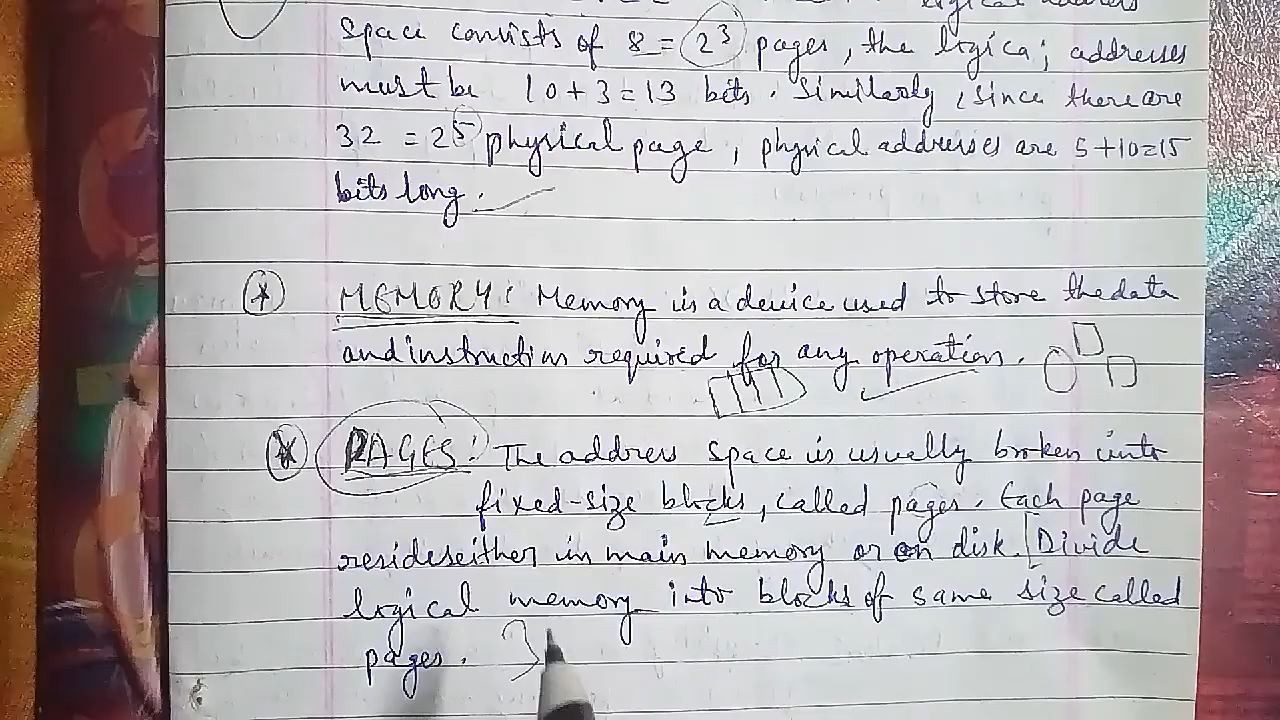 logical address
Space consists of 8 = 2³ pages, the logica; addresses
must be 10+3=13 bits. Similarly, since there are
32 = 2⁵ physical page, physical addresses are 5+10=15
bits long.
MEMORY: Memory is a device used to store the data
and instruction required for any operation.
PAGES: The address space is usually broken into
fixed-size blocks, called pages. Each page
resideseither in main memory or on disk. [Divide
logical memory into blocks of same size called
pages.